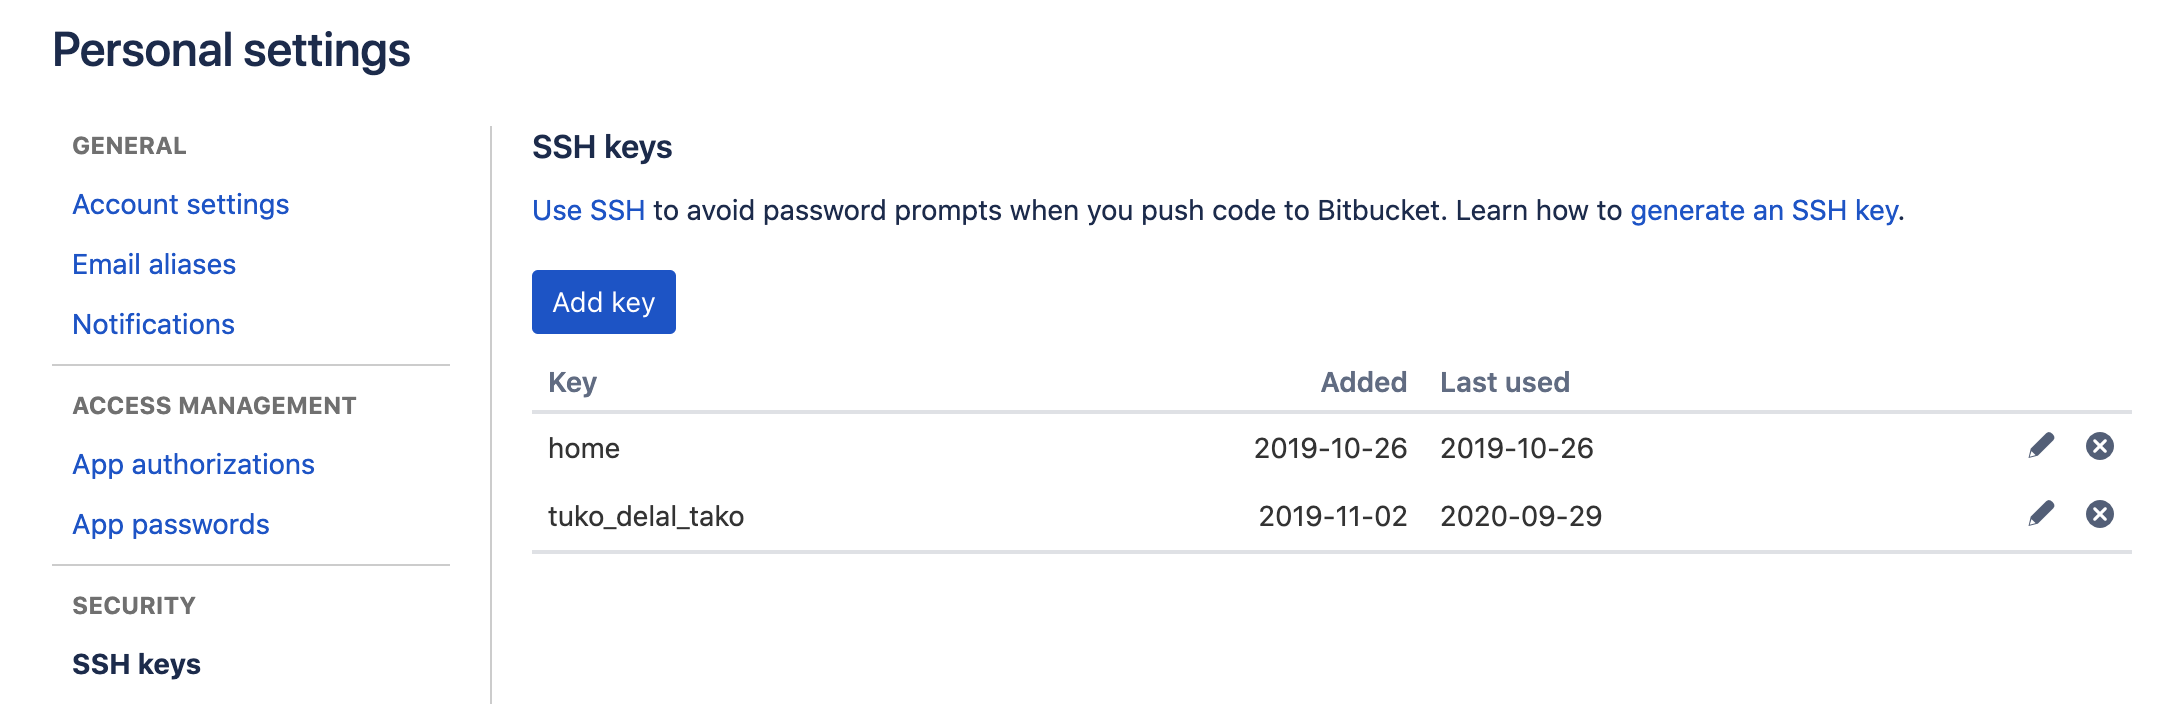 Personal settings
GENERAL
Account settings
Email aliases
Notifications
ACCESS MANAGEMENT
App authorizations
App passwords
SECURITY
SSH keys
SSH keys
Use SSH to avoid password prompts when you push code to Bitbucket. Learn how to generate an SSH key.
Add key
Key Added Last used
home 2019-10-26 2019-10-26
tuko_delal_tako 2019-11-02 2020-09-29